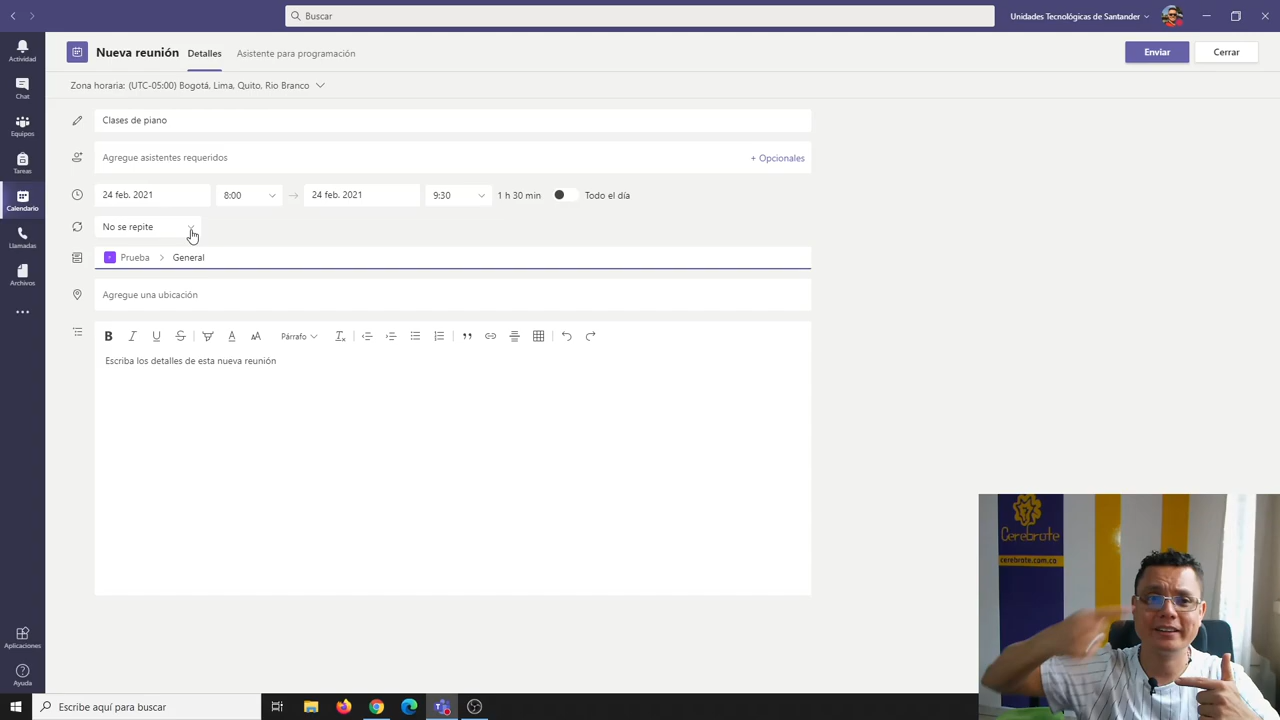 Buscar
Unidades Tecnológicas de Santander
Actividad
Chat
Equipos
Tareas
Calendario
Llamadas
Archivos
Aplicaciones
Ayuda
Nueva reunión Detalles Asistente para programación
Enviar Cerrar
Zona horaria: (UTC-05:00) Bogotá, Lima, Quito, Rio Branco
Clases de piano
Agregue asistentes requeridos + Opcionales
24 feb. 2021 8:00 → 24 feb. 2021 9:30 1 h 30 min Todo el día
No se repite
Prueba > General
Agregue una ubicación
B I U S A AA Párrafo
Escriba los detalles de esta nueva reunión
Cerebrote
cerebrote.com.co
Escribe aquí para buscar